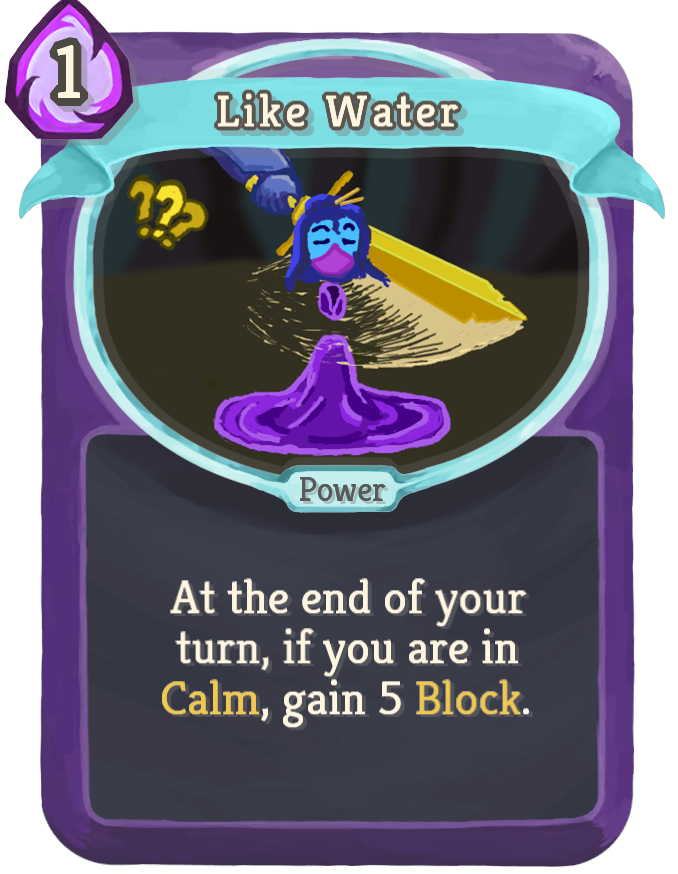 1
Like Water
???
Power
At the end of your
turn, if you are in
Calm, gain 5 Block.